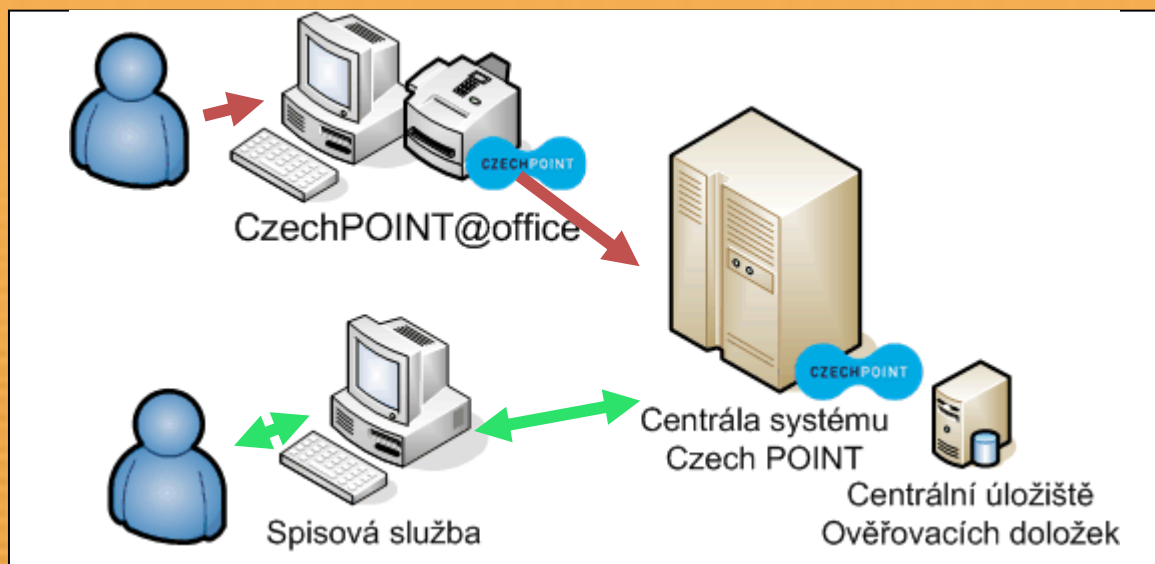 CZECHPOINT
CzechPOINT@office
CZECHPOINT
Centrála systému
Czech POINT
Centrální úložiště
Ověřovacích doložek
Spisová služba